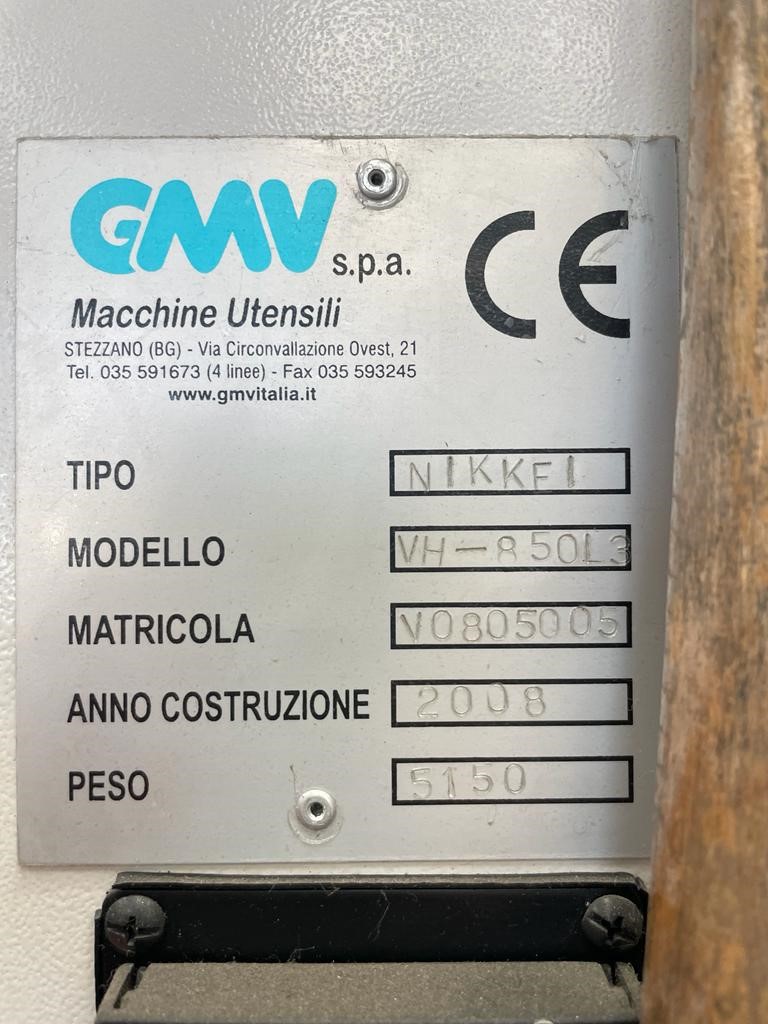 GMV s.p.a.
CE
Macchine Utensili
STEZZANO (BG) - Via Circonvallazione Ovest, 21
Tel. 035 591673 (4 linee) - Fax 035 593245
www.gmvitalia.it
TIPO NIKKEI
MODELLO VH-850L3
MATRICOLA V0805005
ANNO COSTRUZIONE 2008
PESO 5150